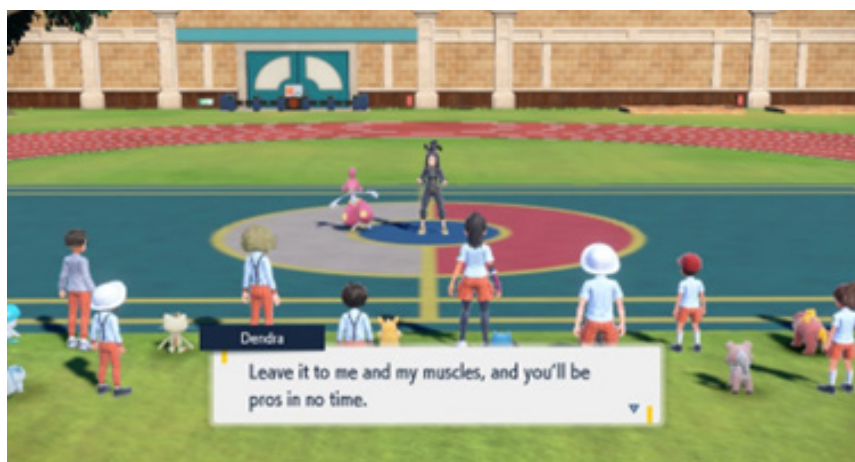 Dendra
Leave it to me and my muscles, and you'll be
pros in no time.